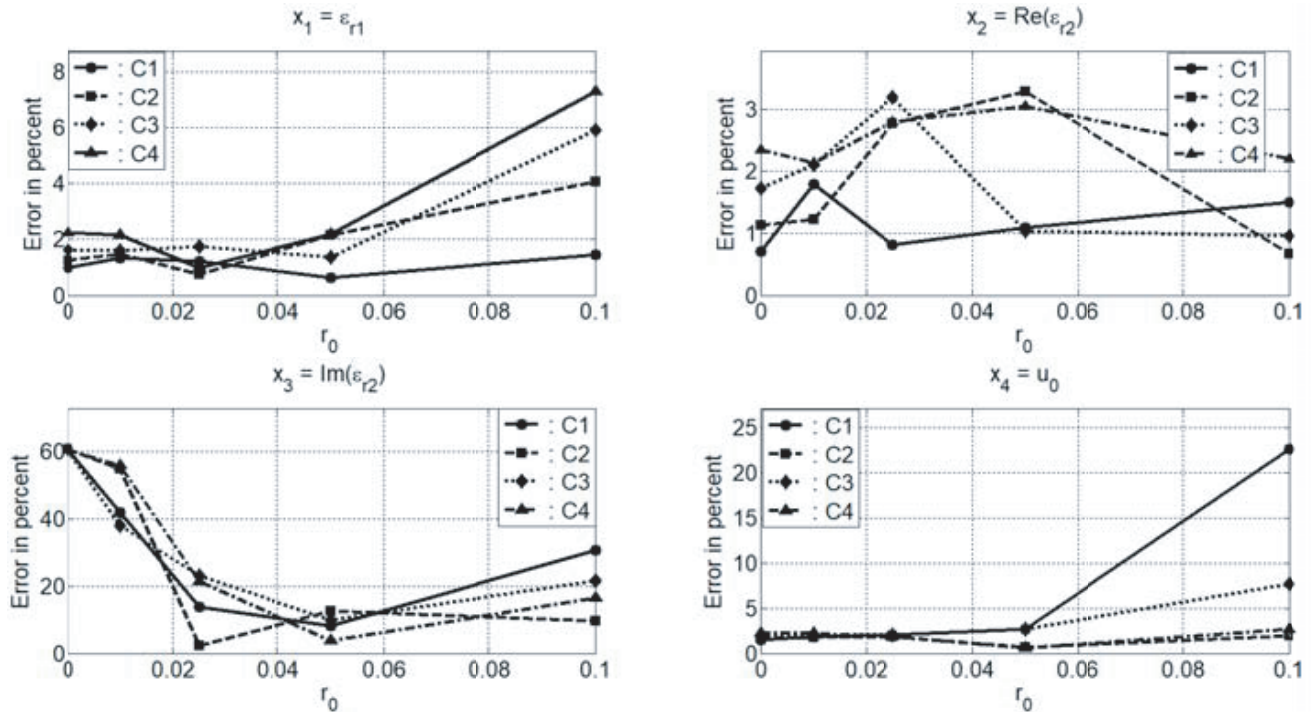 x₁ = ε_r1
Error in percent
8
6
4
2
0
0 0.02 0.04 0.06 0.08 0.1
r₀
: C1
: C2
: C3
: C4
x₂ = Re(ε_r2)
Error in percent
3
2
1
0
0 0.02 0.04 0.06 0.08 0.1
r₀
: C1
: C2
: C3
: C4
x₃ = Im(ε_r2)
Error in percent
60
40
20
0
0 0.02 0.04 0.06 0.08 0.1
r₀
: C1
: C2
: C3
: C4
x₄ = u₀
Error in percent
25
20
15
10
5
0
0 0.02 0.04 0.06 0.08 0.1
r₀
: C1
: C2
: C3
: C4